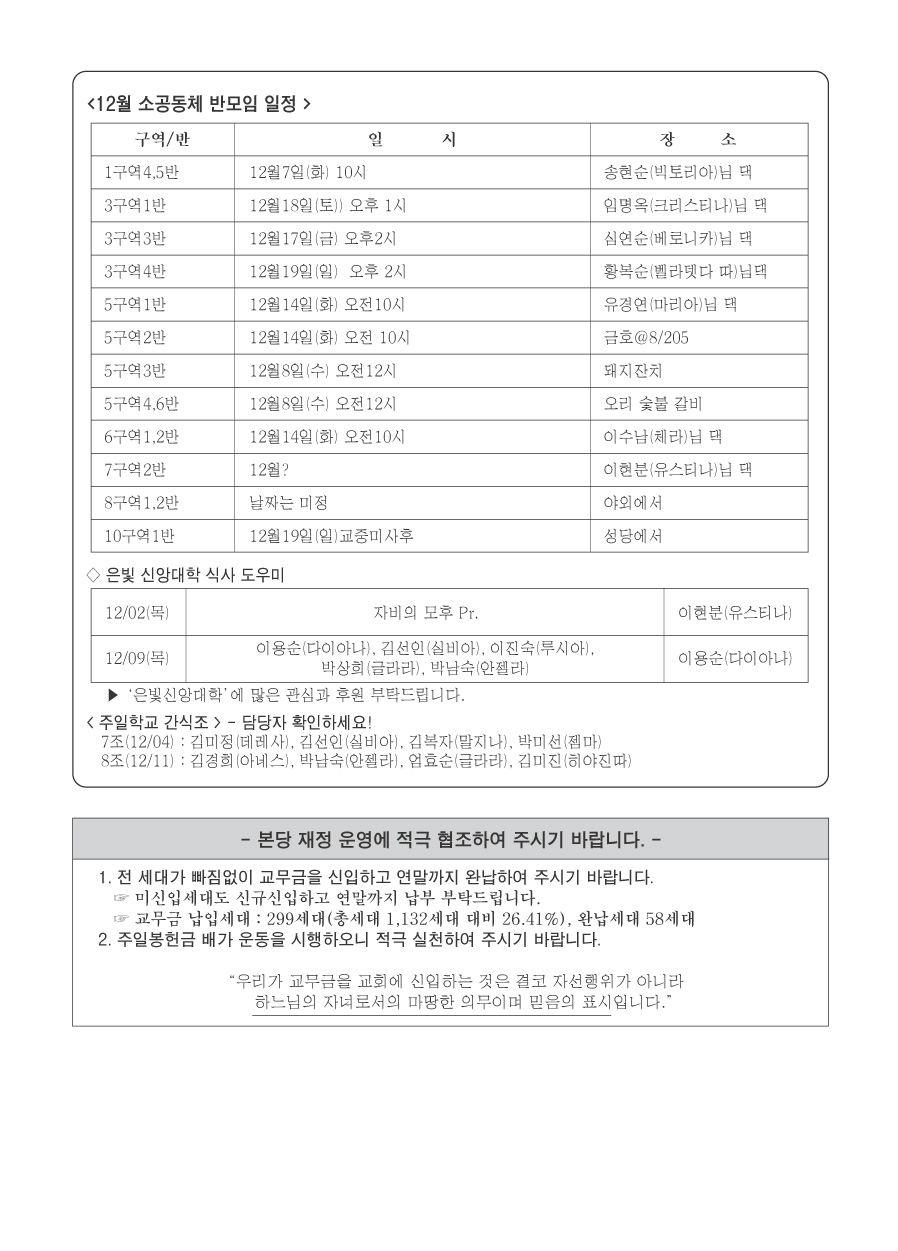 <12월 소공동체 반모임 일정 >
구역/반 일 시 장 소
1구역4,5반 12월7일(화) 10시 송현순(빅토리아)님 댁
3구역1반 12월18일(토)) 오후 1시 임명옥(크리스티나)님 댁
3구역3반 12월17일(금) 오후2시 심연순(베로니카)님 댁
3구역4반 12월19일(일) 오후 2시 황복순(벨라뎃다 따)님댁
5구역1반 12월14일(화) 오전10시 유경연(마리아)님 댁
5구역2반 12월14일(화) 오전 10시 금호@8/205
5구역3반 12월8일(수) 오전12시 돼지잔치
5구역4,6반 12월8일(수) 오전12시 오리 숯불 갈비
6구역1,2반 12월14일(화) 오전10시 이수남(체라)님 댁
7구역2반 12월? 이현분(유스티나)님 댁
8구역1,2반 날짜는 미정 야외에서
10구역1반 12월19일(일)교중미사후 성당에서
◇ 은빛 신앙대학 식사 도우미
12/02(목) 자비의 모후 Pr. 이현분(유스티나)
12/09(목) 이용순(다이아나), 김선인(실비아), 이진숙(루시아), 이용순(다이아나)
박상희(글라라), 박남숙(안젤라)
▶ ‘은빛신앙대학’에 많은 관심과 후원 부탁드립니다.
< 주일학교 간식조 > - 담당자 확인하세요!
7조(12/04) : 김미정(데레사), 김선인(실비아), 김복자(말지나), 박미선(젬마)
8조(12/11) : 김경희(아네스), 박남숙(안젤라), 엄효순(글라라), 김미진(히야진따)
- 본당 재정 운영에 적극 협조하여 주시기 바랍니다. -
1. 전 세대가 빠짐없이 교무금을 신입하고 연말까지 완납하여 주시기 바랍니다.
☞ 미신입세대도 신규신입하고 연말까지 납부 부탁드립니다.
☞ 교무금 납입세대 : 299세대(총세대 1,132세대 대비 26.41%), 완납세대 58세대
2. 주일봉헌금 배가 운동을 시행하오니 적극 실천하여 주시기 바랍니다.
“우리가 교무금을 교회에 신입하는 것은 결코 자선행위가 아니라
하느님의 자녀로서의 마땅한 의무이며 믿음의 표시입니다.”